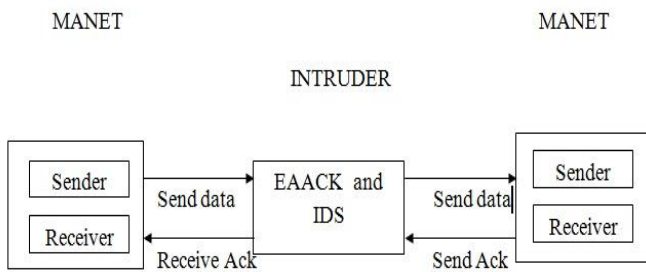 MANET
MANET
INTRUDER
Sender
Receiver
Send data
Receive Ack
EAACK and
IDS
Send data
Send Ack
Sender
Receiver